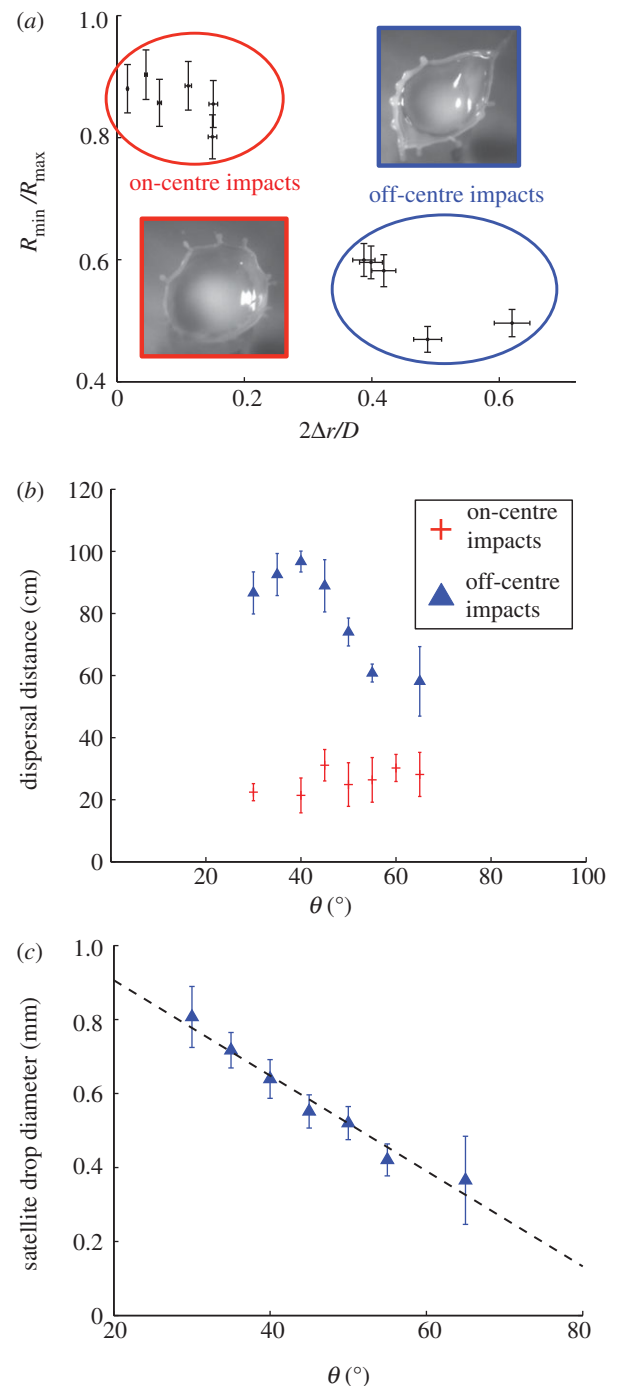 (a)
1.0
0.8
0.6
0.4
R_min /R_max
on-centre impacts
off-centre impacts
0
0.2
0.4
0.6
2Δr/D
(b)
120
100
80
60
40
20
0
dispersal distance (cm)
on-centre
impacts
off-centre
impacts
20
40
60
80
100
θ (°)
(c)
1.0
0.8
0.6
0.4
0.2
0
satellite drop diameter (mm)
20
40
60
80
θ (°)